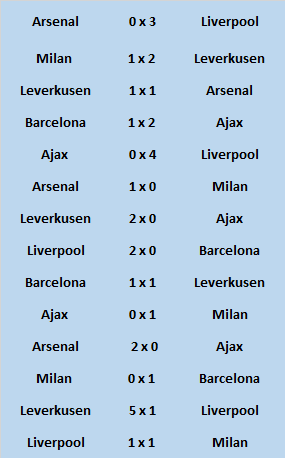 Arsenal 0 x 3 Liverpool
Milan 1 x 2 Leverkusen
Leverkusen 1 x 1 Arsenal
Barcelona 1 x 2 Ajax
Ajax 0 x 4 Liverpool
Arsenal 1 x 0 Milan
Leverkusen 2 x 0 Ajax
Liverpool 2 x 0 Barcelona
Barcelona 1 x 1 Leverkusen
Ajax 0 x 1 Milan
Arsenal 2 x 0 Ajax
Milan 0 x 1 Barcelona
Leverkusen 5 x 1 Liverpool
Liverpool 1 x 1 Milan